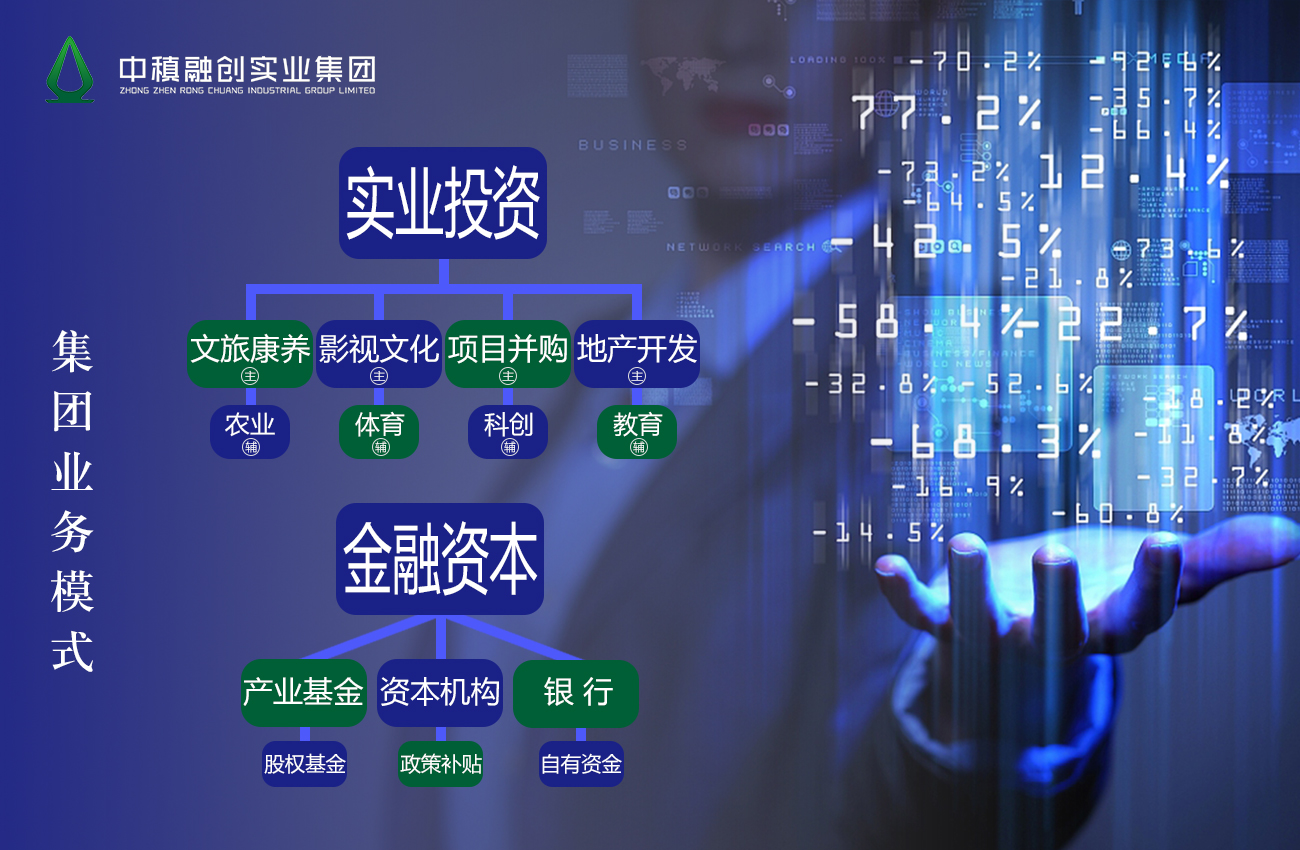 中稹融创实业集团
ZHONG ZHEN RONG CHUANG INDUSTRIAL GROUP LIMITED
集团业务模式
实业投资
文旅康养 影视文化 项目并购 地产开发
主 主 主 主
农业 体育 科创 教育
辅 辅 辅 辅
金融资本
产业基金 资本机构 银行
股权基金 政策补贴 自有资金
LOADING 100%
BUSINESS
NETWORK SEARCH
MEDIA
-70.2% -92.6%
77.2% -35.7%
-66.4%
-72.2% 12.4%
-64.5%
-42.5% -73.6%
-21.8%
-58.4% -22.7%
-32.8% -52.6% -18.2%
-68.3% -11.8%
-16.9% -32.7%
-14.5% -60.8%